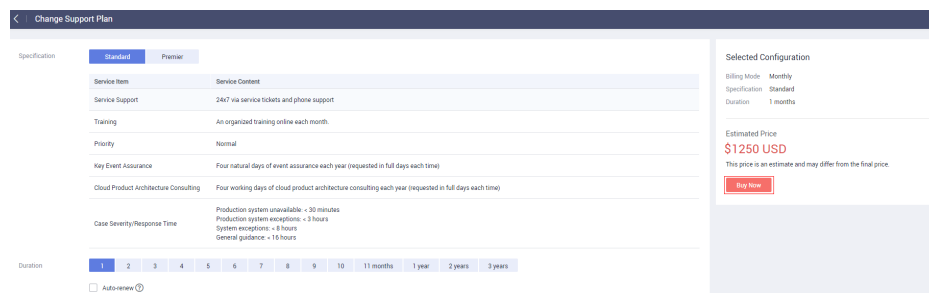 Change Support Plan
Specification
Standard Premier
Service Item Service Content
Service Support 24x7 via service tickets and phone support
Training An organized training online each month.
Priority Normal
Key Event Assurance Four natural days of event assurance each year (requested in full days each time)
Cloud Product Architecture Consulting Four working days of cloud product architecture consulting each year (requested in full days each time)
Case Severity/Response Time
Production system unavailable: < 30 minutes
Production system exceptions: < 3 hours
System exceptions: < 8 hours
General guidance: < 16 hours
Duration
1 2 3 4 5 6 7 8 9 10 11 months 1 year 2 years 3 years
Auto-renew ?
Selected Configuration
Billing Mode Monthly
Specification Standard
Duration 1 months
Estimated Price
$1250 USD
This price is an estimate and may differ from the final price.
Buy Now